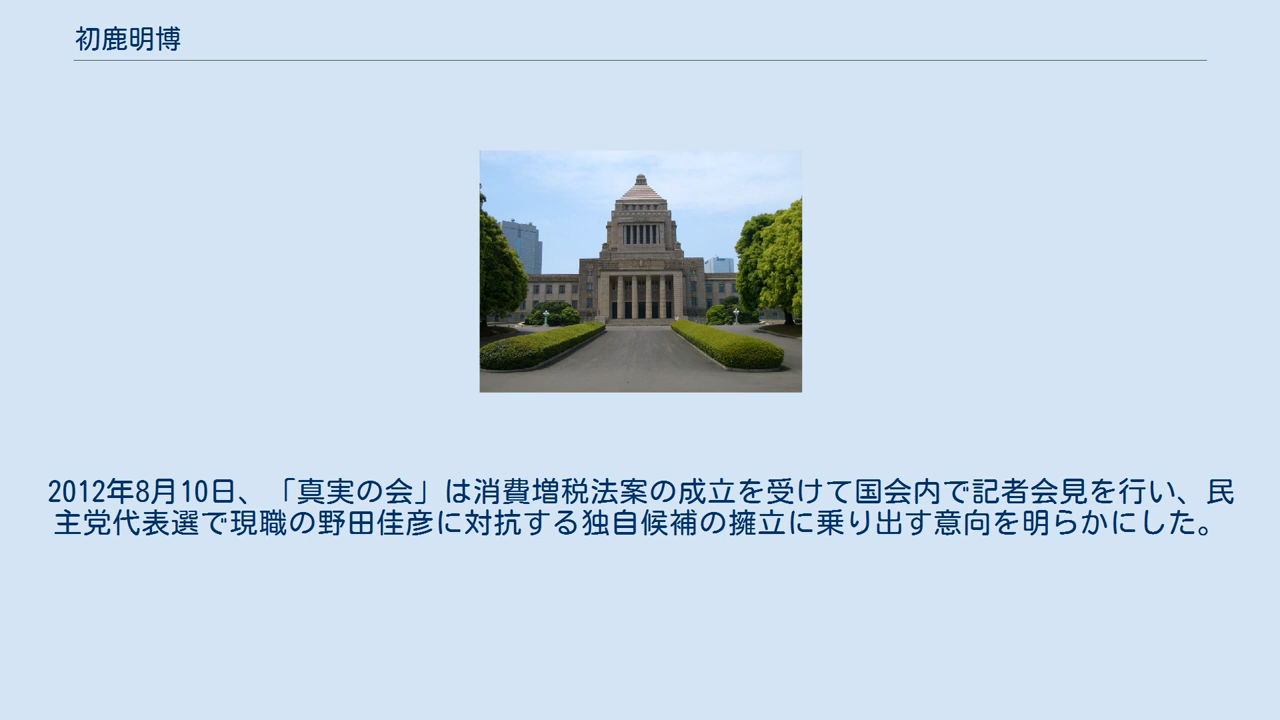 初鹿明博
2012年8月10日、「真実の会」は消費増税法案の成立を受けて国会内で記者会見を行い、民
主党代表選で現職の野田佳彦に対抗する独自候補の擁立に乗り出す意向を明らかにした。